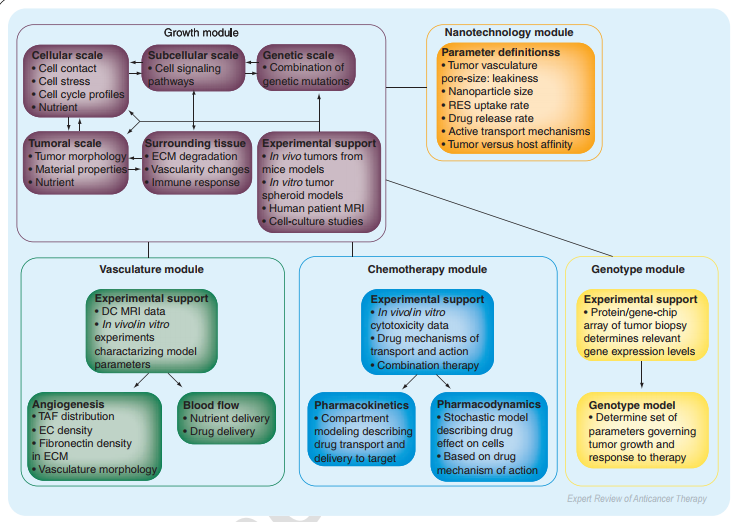 Growth module
Cellular scale
• Cell contact
• Cell stress
• Cell cycle profiles
• Nutrient
Subcellular scale
• Cell signaling
pathways
Genetic scale
• Combination of
genetic mutations
Tumoral scale
• Tumor morphology
• Material properties
• Nutrient
Surrounding tissue
• ECM degradation
• Vascularity changes
• Immune response
Experimental support
• In vivo tumors from
mice models
• In vitro tumor
spheroid models
• Human patient MRI
• Cell-culture studies
Nanotechnology module
Parameter definitionss
• Tumor vasculature
pore-size: leakiness
• Nanoparticle size
• RES uptake rate
• Drug release rate
• Active transport mechanisms
• Tumor versus host affinity
Vasculature module
Experimental support
• DC MRI data
• In vivo/in vitro
experiments
charactarizing model
parameters
Angiogenesis
• TAF distribution
• EC density
• Fibronectin density
in ECM
• Vasculature morphology
Blood flow
• Nutrient delivery
• Drug delivery
Chemotherapy module
Experimental support
• In vivo/in vitro
cytotoxicity data
• Drug mechanisms of
transport and action
• Combination therapy
Pharmacokinetics
• Compartment
modeling describing
drug transport and
delivery to target
Pharmacodynamics
• Stochastic model
describing drug
effect on cells
• Based on drug
mechanism of action
Genotype module
Experimental support
• Protein/gene-chip
array of tumor biopsy
determines relevant
gene expression levels
Genotype model
• Determine set of
parameters governing
tumor growth and
response to therapy
Expert Review of Anticancer Therapy